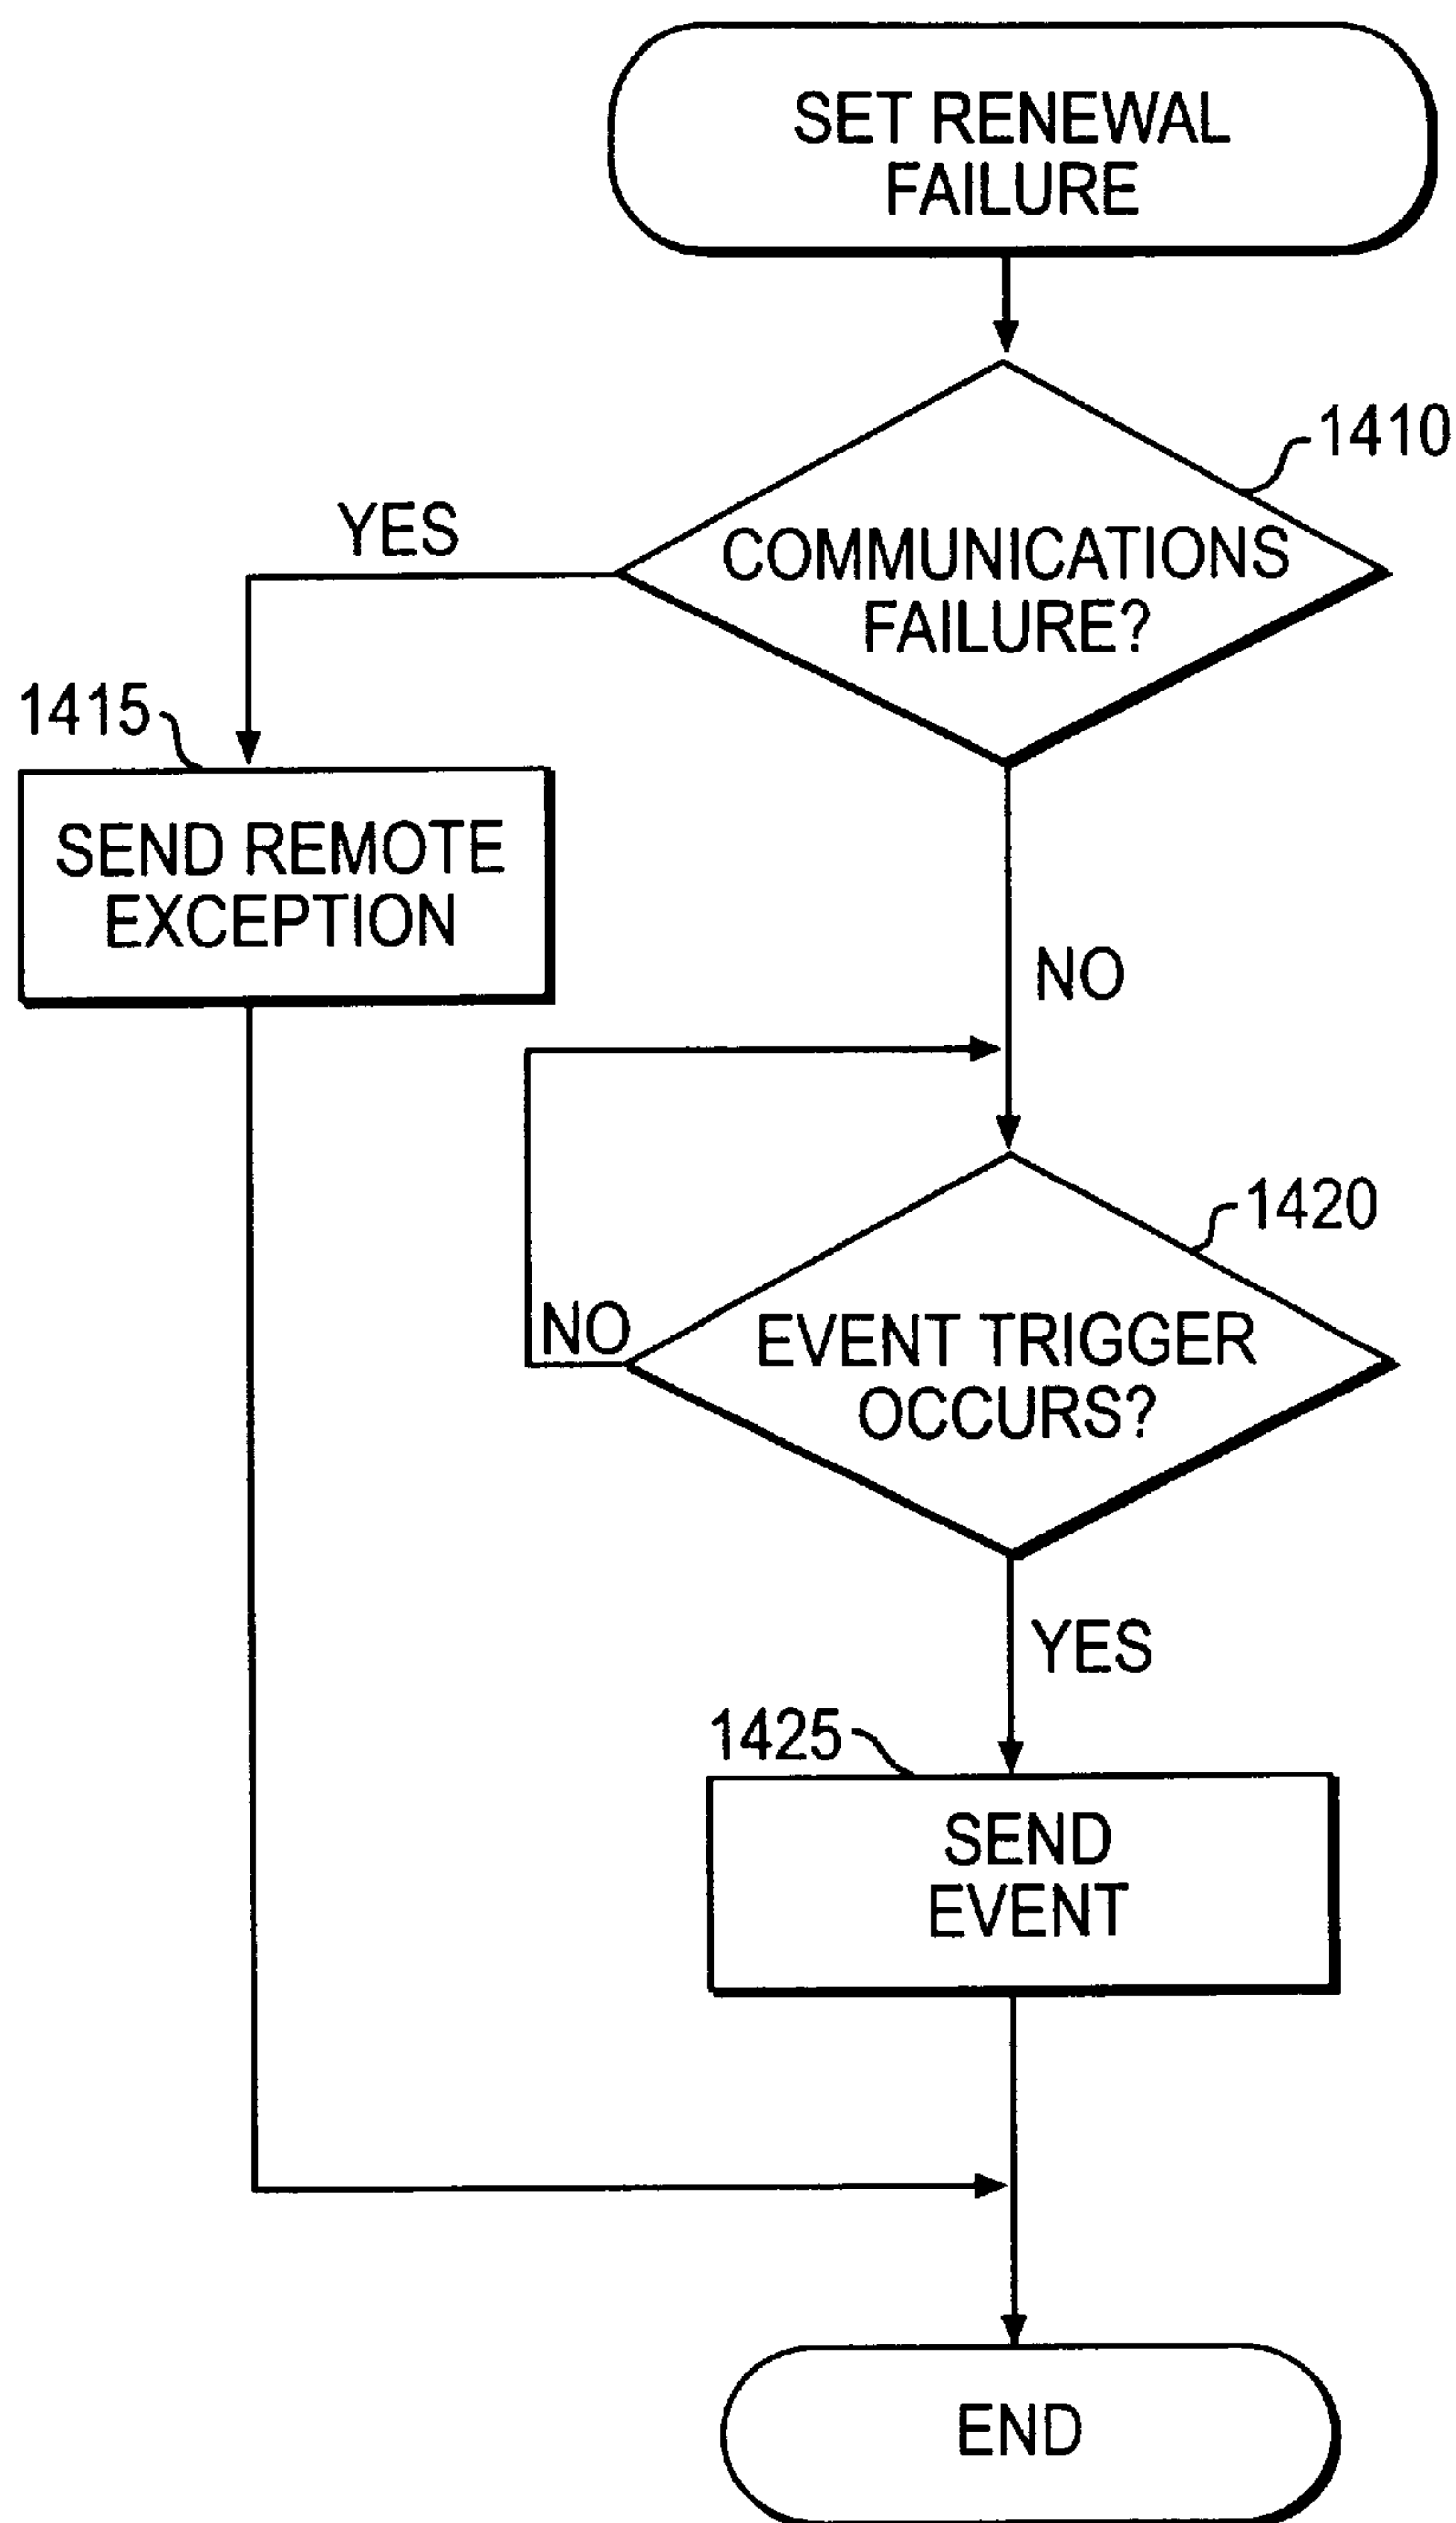 SET RENEWAL
FAILURE
1410
YES
COMMUNICATIONS
FAILURE?
1415
SEND REMOTE
EXCEPTION
NO
1420
NO
EVENT TRIGGER
OCCURS?
YES
1425
SEND
EVENT
END